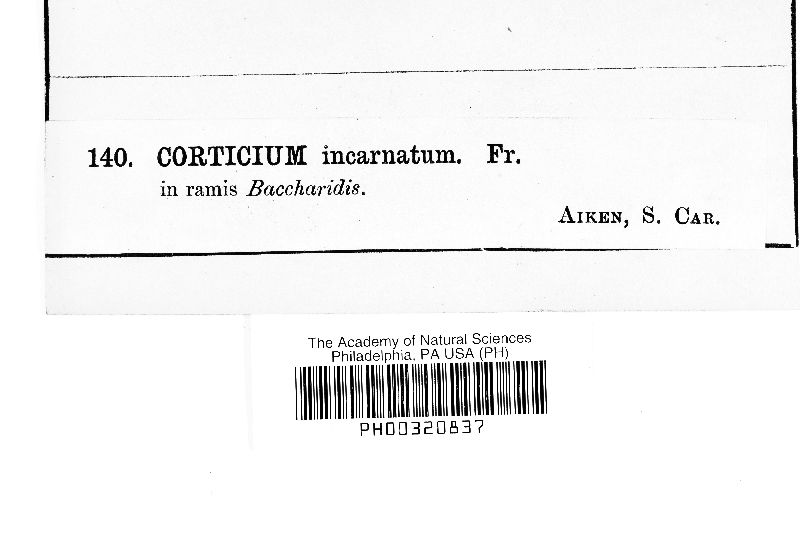 140. CORTICIUM incarnatum. Fr.
in ramis Baccharidis.
AIKEN, S. CAR.
The Academy of Natural Sciences
Philadelphia, PA USA (PH)
PH00320837